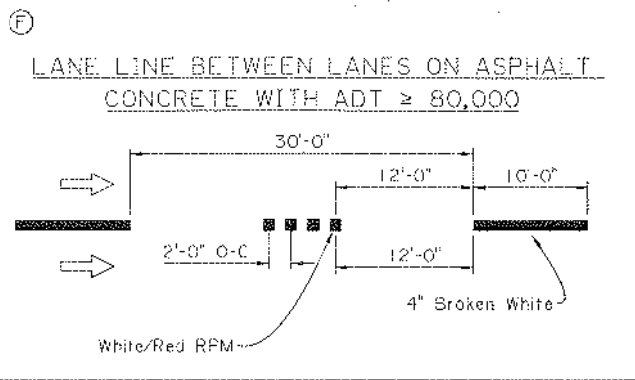 F
LANE LINE BETWEEN LANES ON ASPHALT
CONCRETE WITH ADT ≥ 80,000
30'-0"
12'-0"
10'-0"
2'-0" O-C
12'-0"
4" Broken White
White/Red RPM